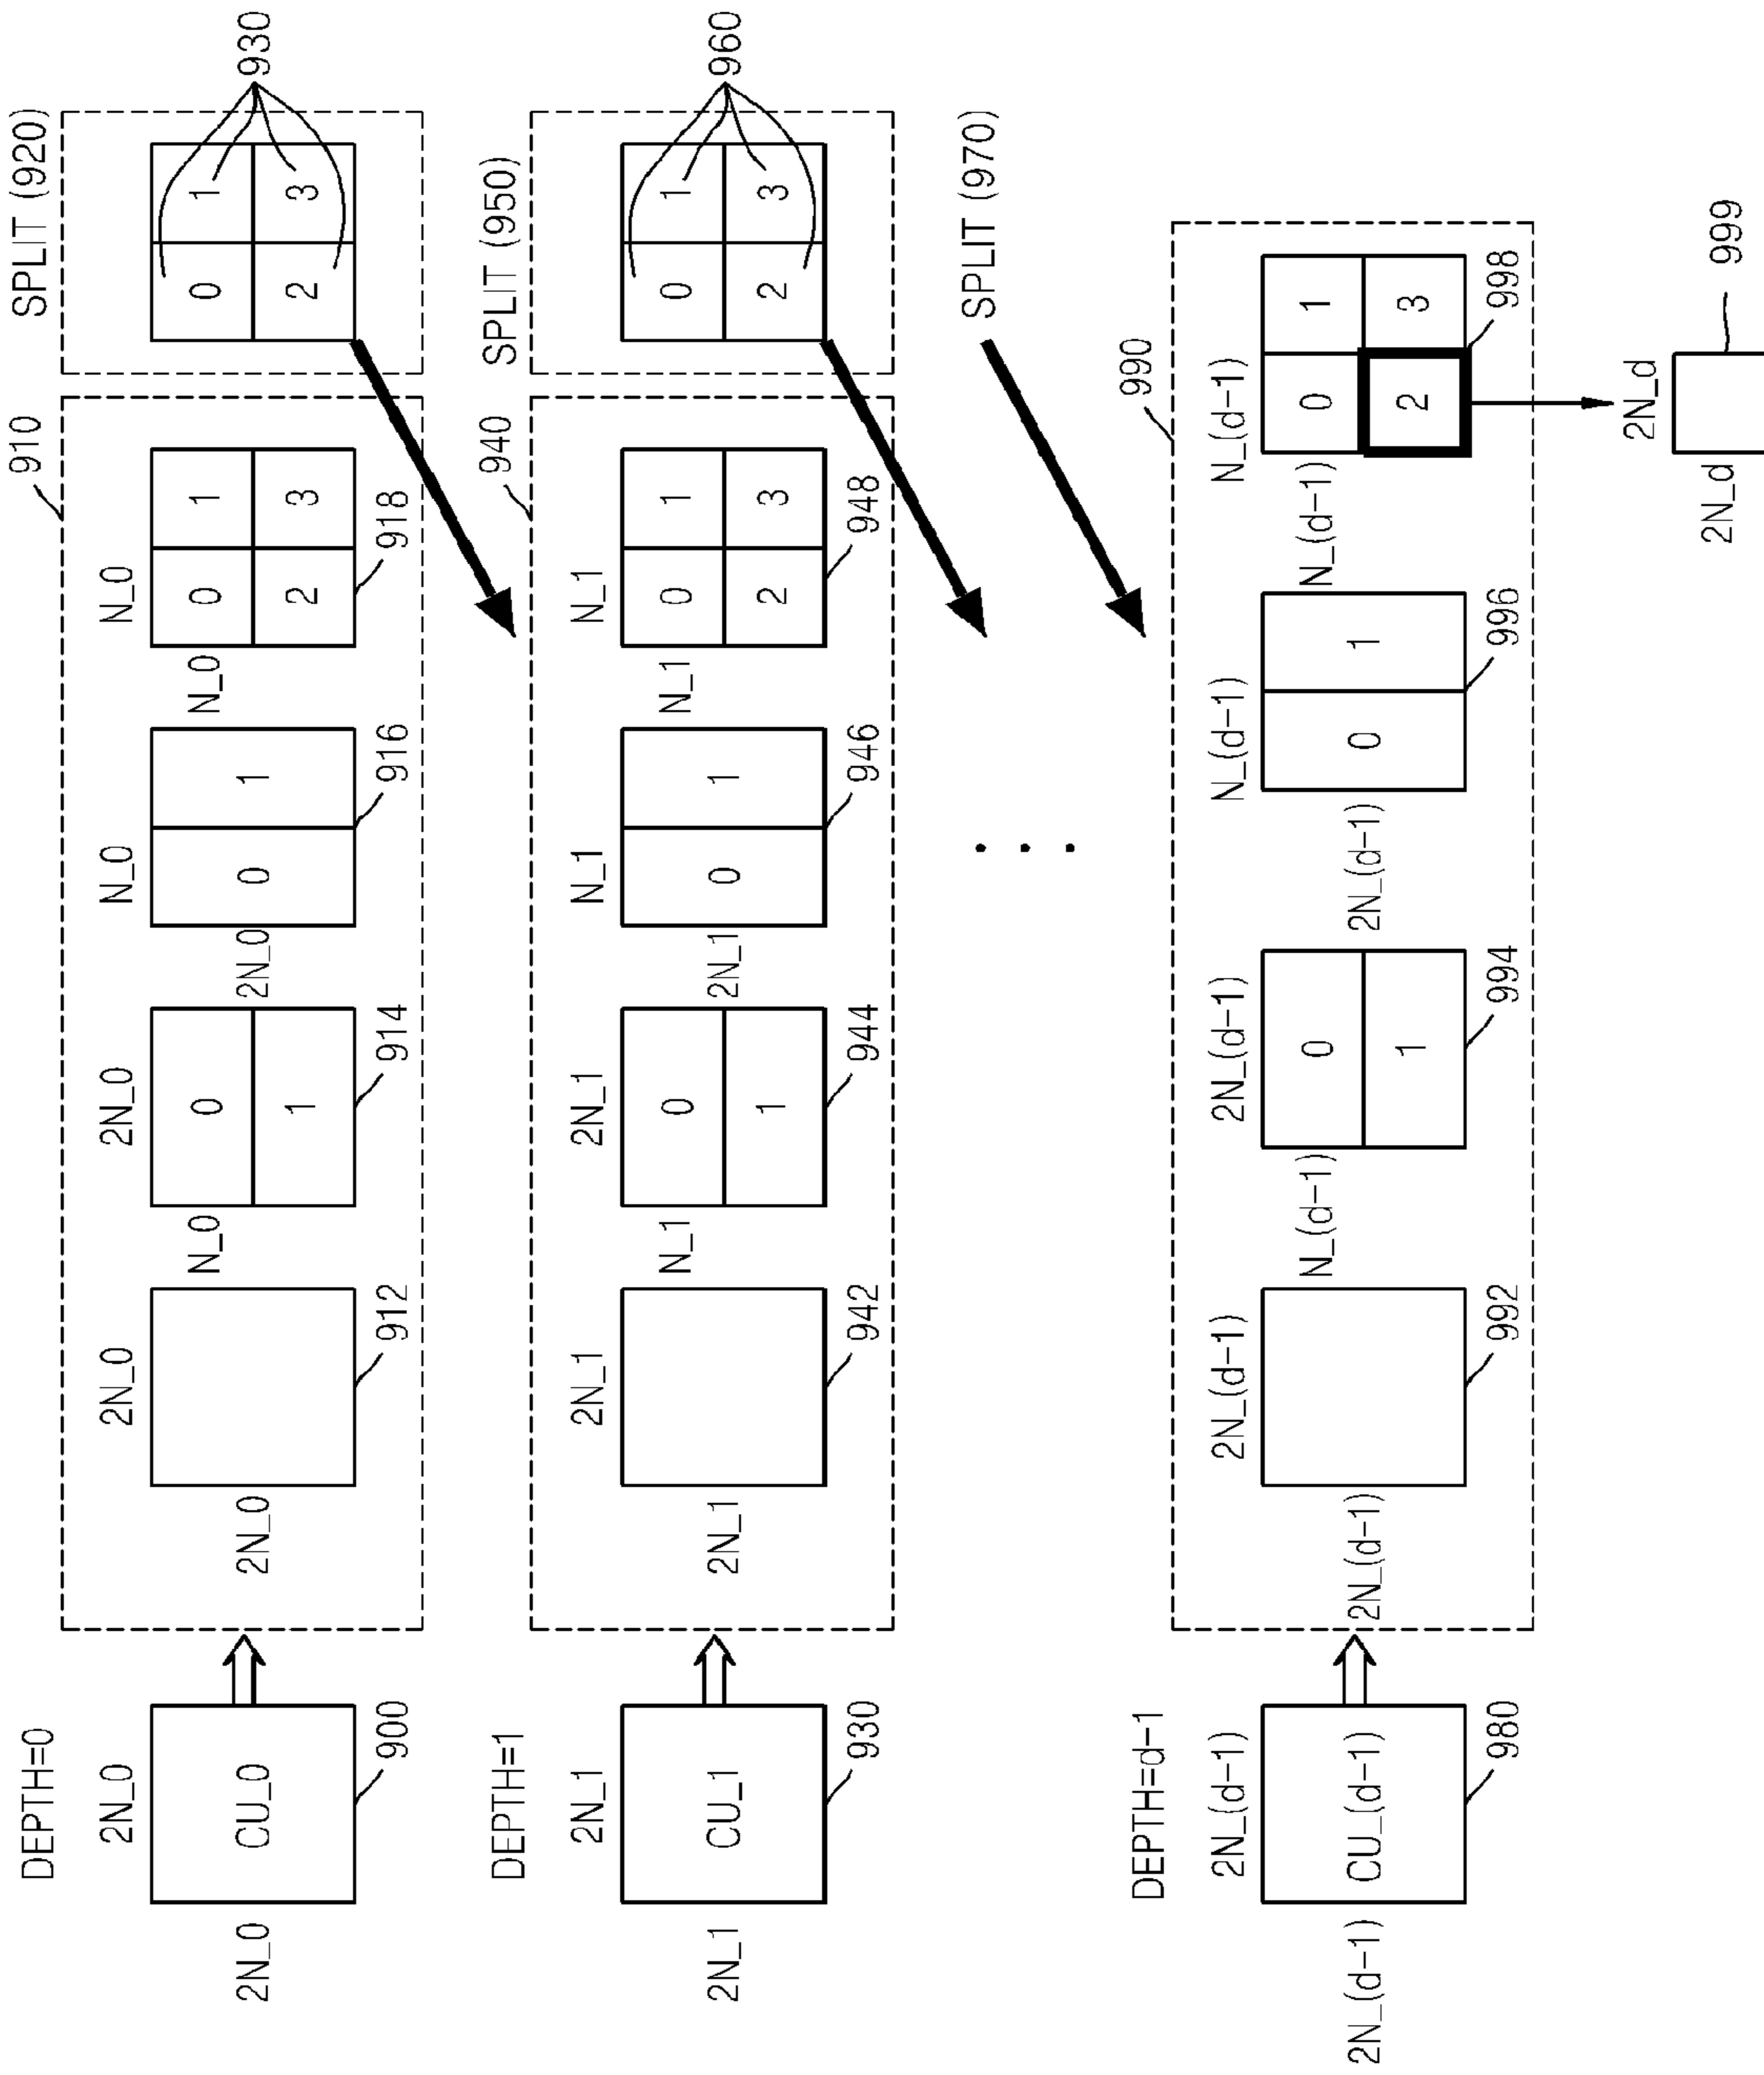 DEPTH=0
2N_0
2N_0
CU_0
900
910
2N_0
2N_0
912
2N_0
N_0
0
1
914
N_0
2N_0
0
1
916
N_0
N_0
0
1
2
3
918
SPLIT (920)
0
1
2
3
930
DEPTH=1
2N_1
2N_1
CU_1
930
940
2N_1
2N_1
942
2N_1
N_1
0
1
944
N_1
2N_1
0
1
946
N_1
N_1
0
1
2
3
948
SPLIT (950)
0
1
2
3
960
SPLIT (970)
DEPTH=d-1
2N_(d-1)
2N_(d-1)
CU_(d-1)
980
990
2N_(d-1)
2N_(d-1)
992
2N_(d-1)
N_(d-1)
0
1
994
N_(d-1)
2N_(d-1)
0
1
996
N_(d-1)
N_(d-1)
0
1
2
3
998
2N_d
2N_d
999